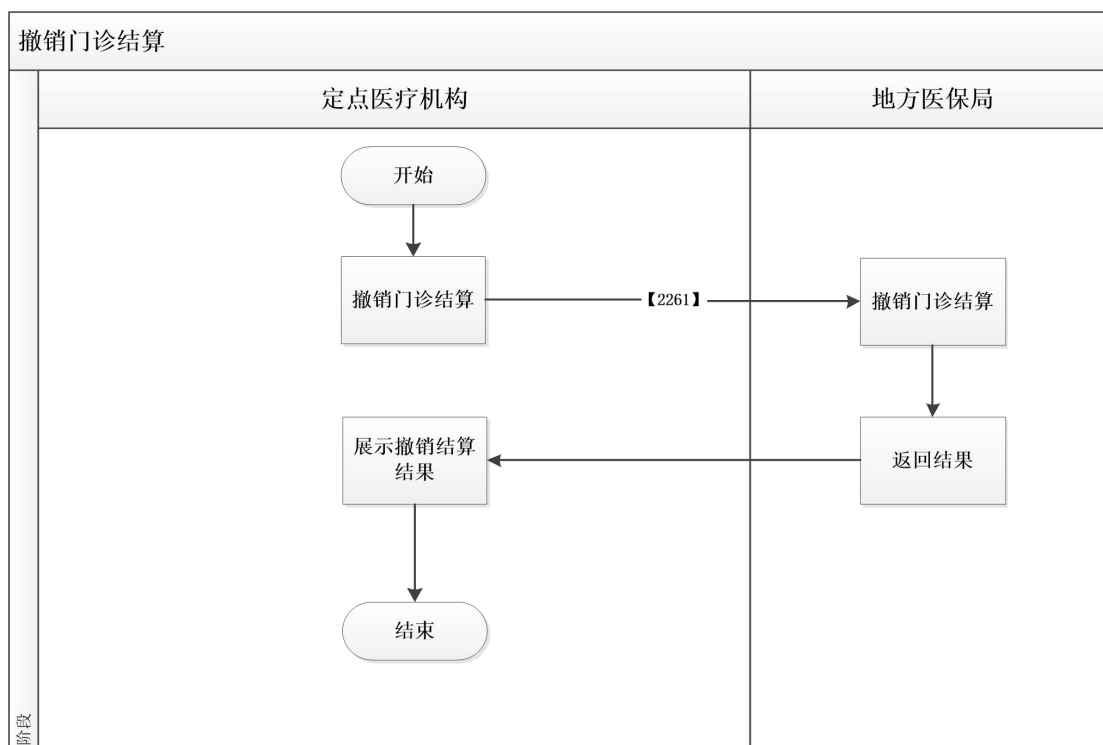 撤销门诊结算
定点医疗机构
地方医保局
开始
撤销门诊结算
【2261】
撤销门诊结算
展示撤销结算
结果
返回结果
结束
阶段